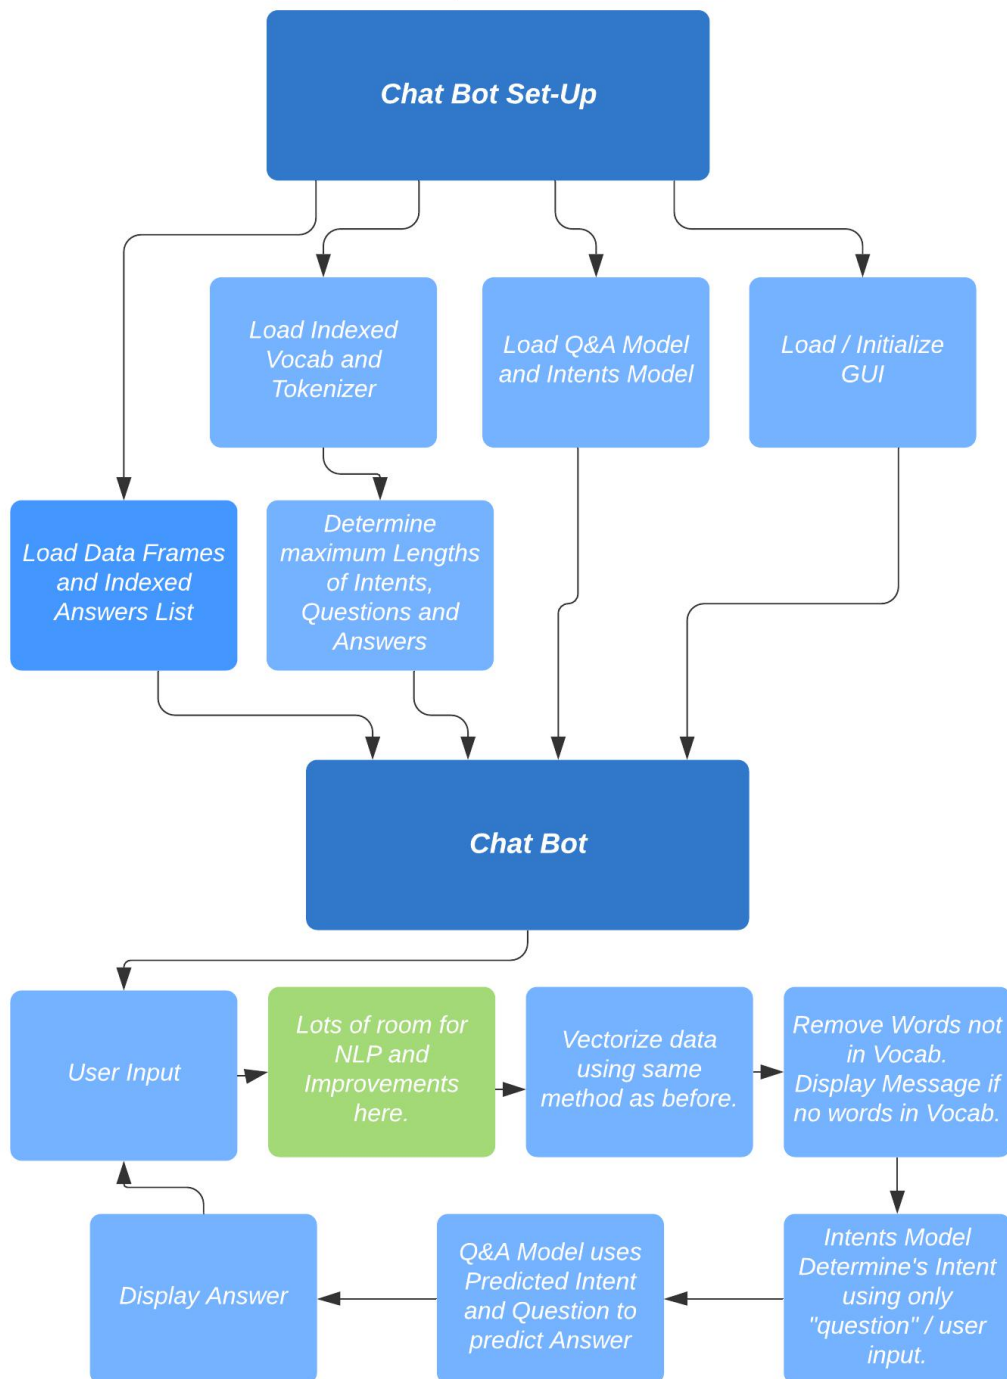 Chat Bot Set-Up
Load Indexed
Vocab and
Tokenizer
Load Q&A Model
and Intents Model
Load / Initialize
GUI
Load Data Frames
and Indexed
Answers List
Determine
maximum Lengths
of Intents,
Questions and
Answers
Chat Bot
User Input
Lots of room for
NLP and
Improvements
here.
Vectorize data
using same
method as before.
Remove Words not
in Vocab.
Display Message if
no words in Vocab.
Intents Model
Determine's Intent
using only
"question" / user
input.
Q&A Model uses
Predicted Intent
and Question to
predict Answer
Display Answer